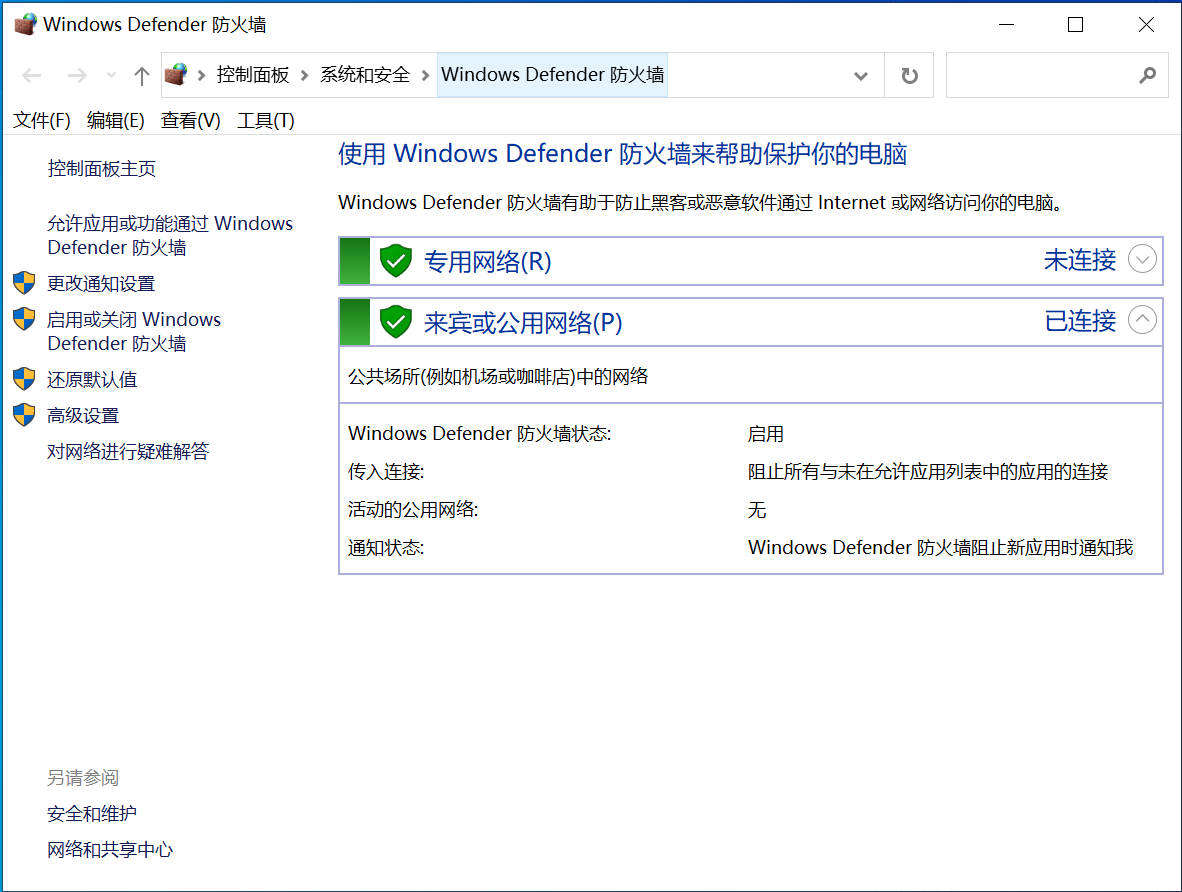 Windows Defender 防火墙
控制面板 系统和安全 Windows Defender 防火墙
文件(F) 编辑(E) 查看(V) 工具(T)
控制面板主页
允许应用或功能通过 Windows
Defender 防火墙
更改通知设置
启用或关闭 Windows
Defender 防火墙
还原默认值
高级设置
对网络进行疑难解答
另请参阅
安全和维护
网络和共享中心
使用 Windows Defender 防火墙来帮助保护你的电脑
Windows Defender 防火墙有助于防止黑客或恶意软件通过 Internet 或网络访问你的电脑。
专用网络(R) 未连接
来宾或公用网络(P) 已连接
公共场所(例如机场或咖啡店)中的网络
Windows Defender 防火墙状态: 启用
传入连接: 阻止所有与未在允许应用列表中的应用的连接
活动的公用网络: 无
通知状态: Windows Defender 防火墙阻止新应用时通知我